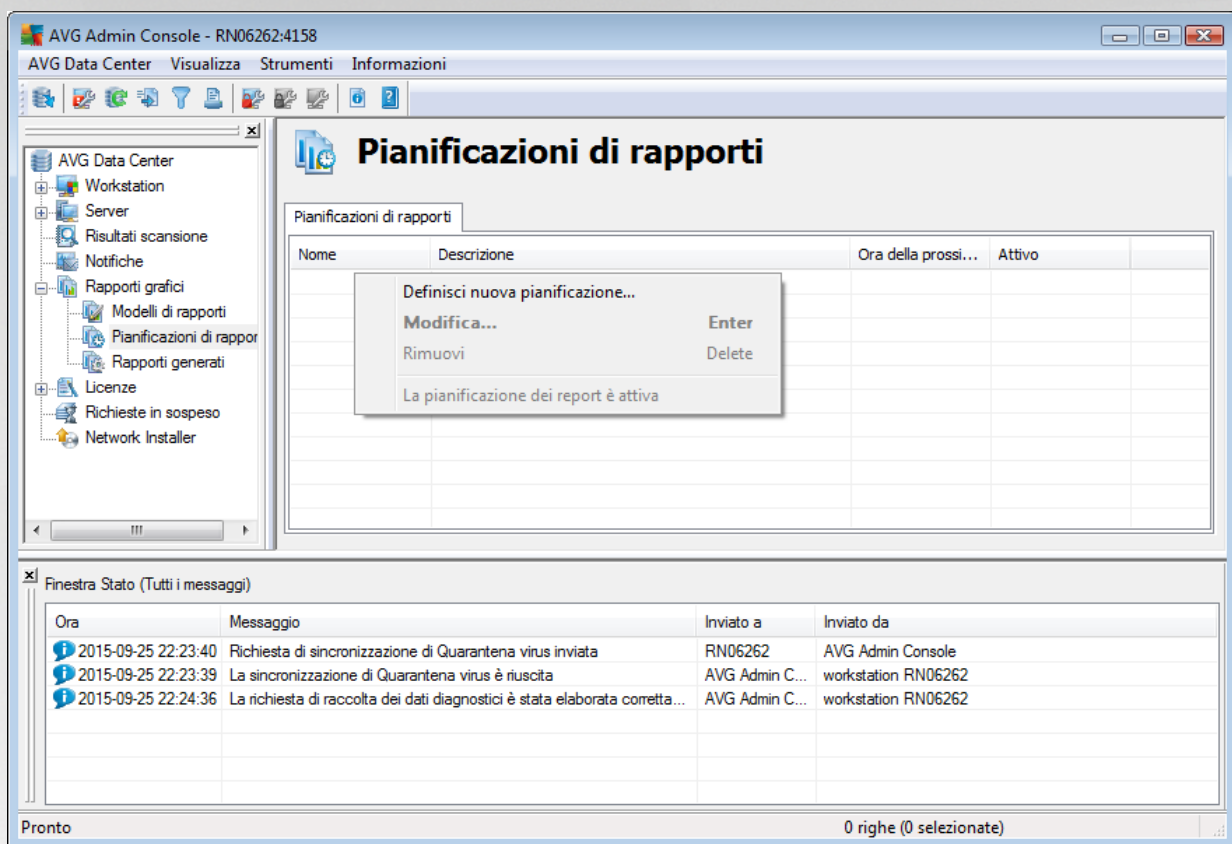 AVG Admin Console - RN06262:4158
AVG Data Center Visualizza Strumenti Informazioni
AVG Data Center
Workstation
Server
Risultati scansione
Notifiche
Rapporti grafici
Modelli di rapporti
Pianificazioni di rappor
Rapporti generati
Licenze
Richieste in sospeso
Network Installer
Pianificazioni di rapporti
Pianificazioni di rapporti
Nome Descrizione Ora della prossi... Attivo
Definisci nuova pianificazione...
Modifica... Enter
Rimuovi Delete
La pianificazione dei report è attiva
Finestra Stato (Tutti i messaggi)
Ora Messaggio Inviato a Inviato da
2015-09-25 22:23:40 Richiesta di sincronizzazione di Quarantena virus inviata RN06262 AVG Admin Console
2015-09-25 22:23:39 La sincronizzazione di Quarantena virus è riuscita AVG Admin C... workstation RN06262
2015-09-25 22:24:36 La richiesta di raccolta dei dati diagnostici è stata elaborata corretta... AVG Admin C... workstation RN06262
Pronto 0 righe (0 selezionate)